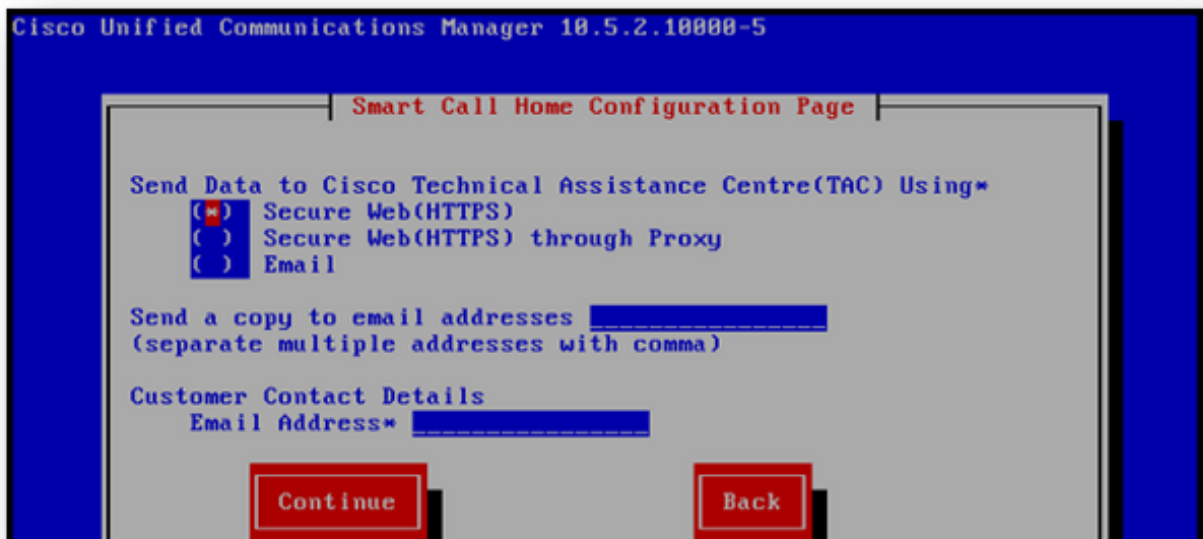 Cisco Unified Communications Manager 10.5.2.10000-5
Smart Call Home Configuration Page
Send Data to Cisco Technical Assistance Centre(TAC) Using*
(*) Secure Web(HTTPS)
( ) Secure Web(HTTPS) through Proxy
( ) Email
Send a copy to email addresses ________________
(separate multiple addresses with comma)
Customer Contact Details
Email Address* ________________
Continue Back